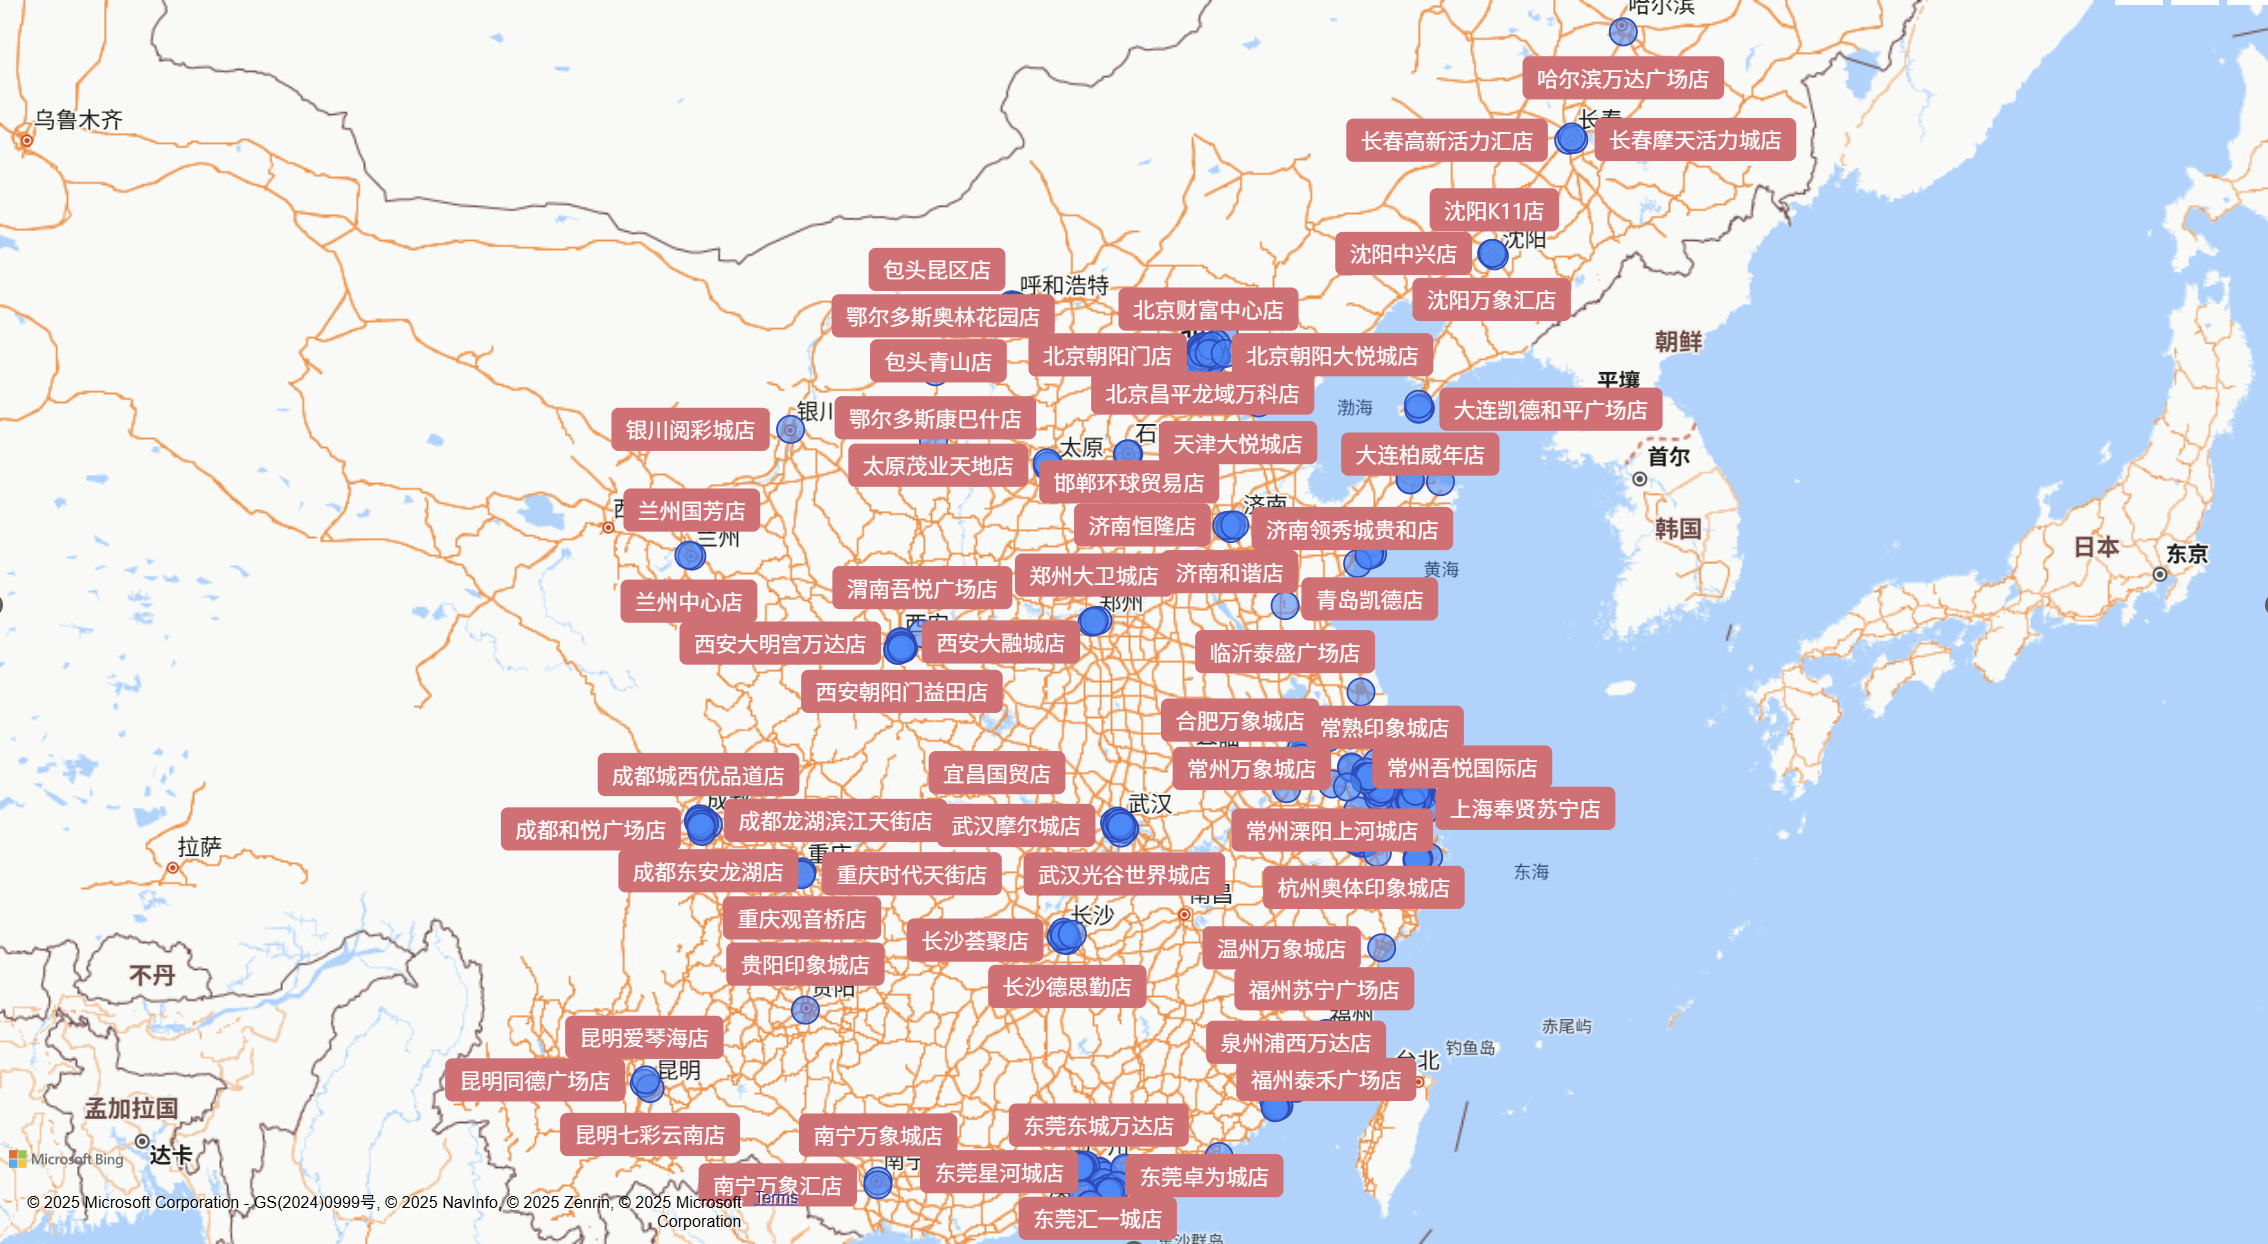 哈尔滨
哈尔滨万达广场店
乌鲁木齐
长春
长春高新活力汇店
长春摩天活力城店
沈阳K11店
沈阳
沈阳中兴店
包头昆区店
呼和浩特
沈阳万象汇店
鄂尔多斯奥林花园店
北京财富中心店
朝鲜
包头青山店
北京朝阳门店
北京朝阳大悦城店
平壤
北京昌平龙域万科店
渤海
大连凯德和平广场店
银川
银川阅彩城店
鄂尔多斯康巴什店
太原
石
天津大悦城店
大连柏威年店
首尔
太原茂业天地店
邯郸环球贸易店
济南
兰州国芳店
济南恒隆店
济南领秀城贵和店
韩国
兰州
日本
东京
黄海
郑州大卫城店
济南和谐店
渭南吾悦广场店
兰州中心店
郑州
青岛凯德店
西安
西安大明宫万达店
西安大融城店
临沂泰盛广场店
西安朝阳门益田店
合肥万象城店
常熟印象城店
成都城西优品道店
宜昌国贸店
常州万象城店
常州吾悦国际店
成都
武汉
上海奉贤苏宁店
成都和悦广场店
成都龙湖滨江天街店
武汉摩尔城店
常州溧阳上河城店
拉萨
重庆
成都东安龙湖店
重庆时代天街店
武汉光谷世界城店
东海
杭州奥体印象城店
南昌
重庆观音桥店
长沙
长沙荟聚店
温州万象城店
不丹
贵阳印象城店
长沙德思勤店
福州苏宁广场店
贵阳
福州
赤尾屿
昆明爱琴海店
泉州浦西万达店
钓鱼岛
台北
昆明
昆明同德广场店
福州泰禾广场店
孟加拉国
昆明七彩云南店
南宁万象城店
东莞东城万达店
达卡
Microsoft Bing
南宁
东莞星河城店
东莞卓为城店
南宁万象汇店
Terms
© 2025 Microsoft Corporation - GS(2024)0999号, © 2025 NavInfo, © 2025 Zenrin, © 2025 Microsoft
Corporation
东莞汇一城店
东沙群岛